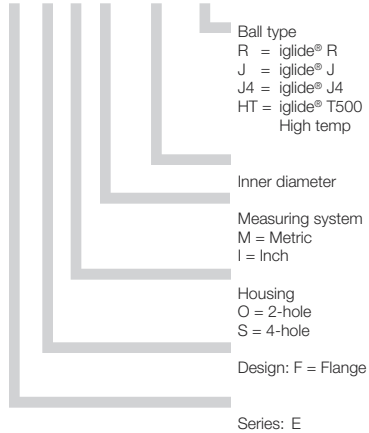 Ball type
R = iglide® R
J = iglide® J
J4 = iglide® J4
HT = iglide® T500
High temp
Inner diameter
Measuring system
M = Metric
I = Inch
Housing
O = 2-hole
S = 4-hole
Design: F = Flange
Series: E